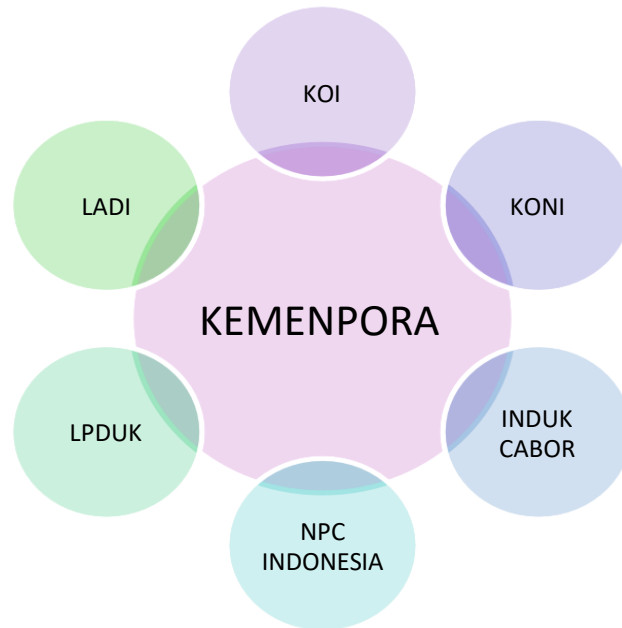 KOI
LADI
KONI
KEMENPORA
LPDUK
INDUK
CABOR
NPC
INDONESIA